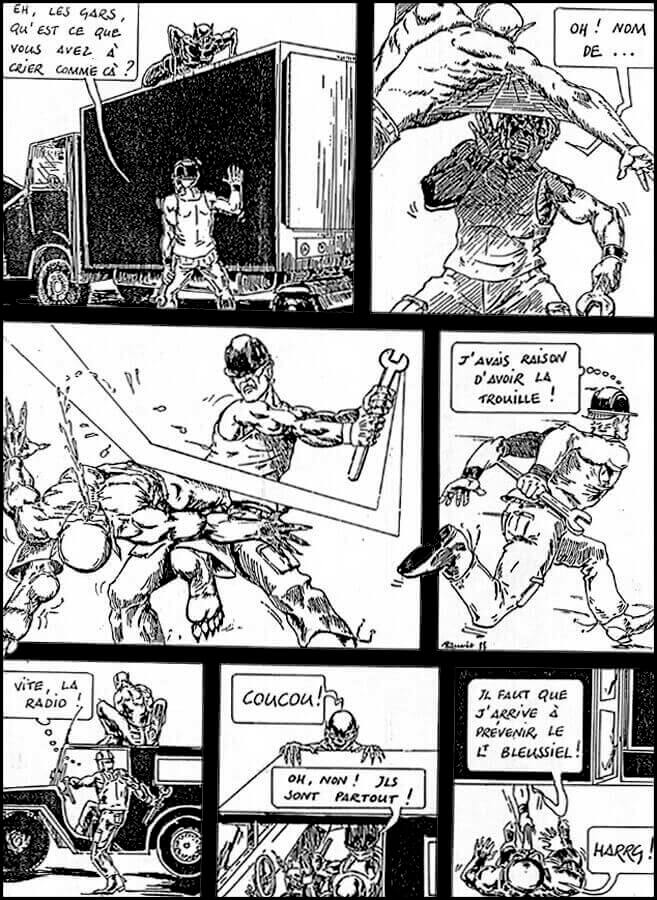 EH, LES GARS,
QU'EST CE QUE
VOUS AVEZ À
CRIER COMME CÀ ?
OH ! NOM
DE ...
J'AVAIS RAISON
D'AVOIR LA
TROUILLE !
VITE, LA
RADIO !
COUCOU !
OH, NON ! ILS
SONT PARTOUT !
IL FAUT QUE
J'ARRIVE À
PRÉVENIR LE
LT BLEUSSIEL !
HARRG !